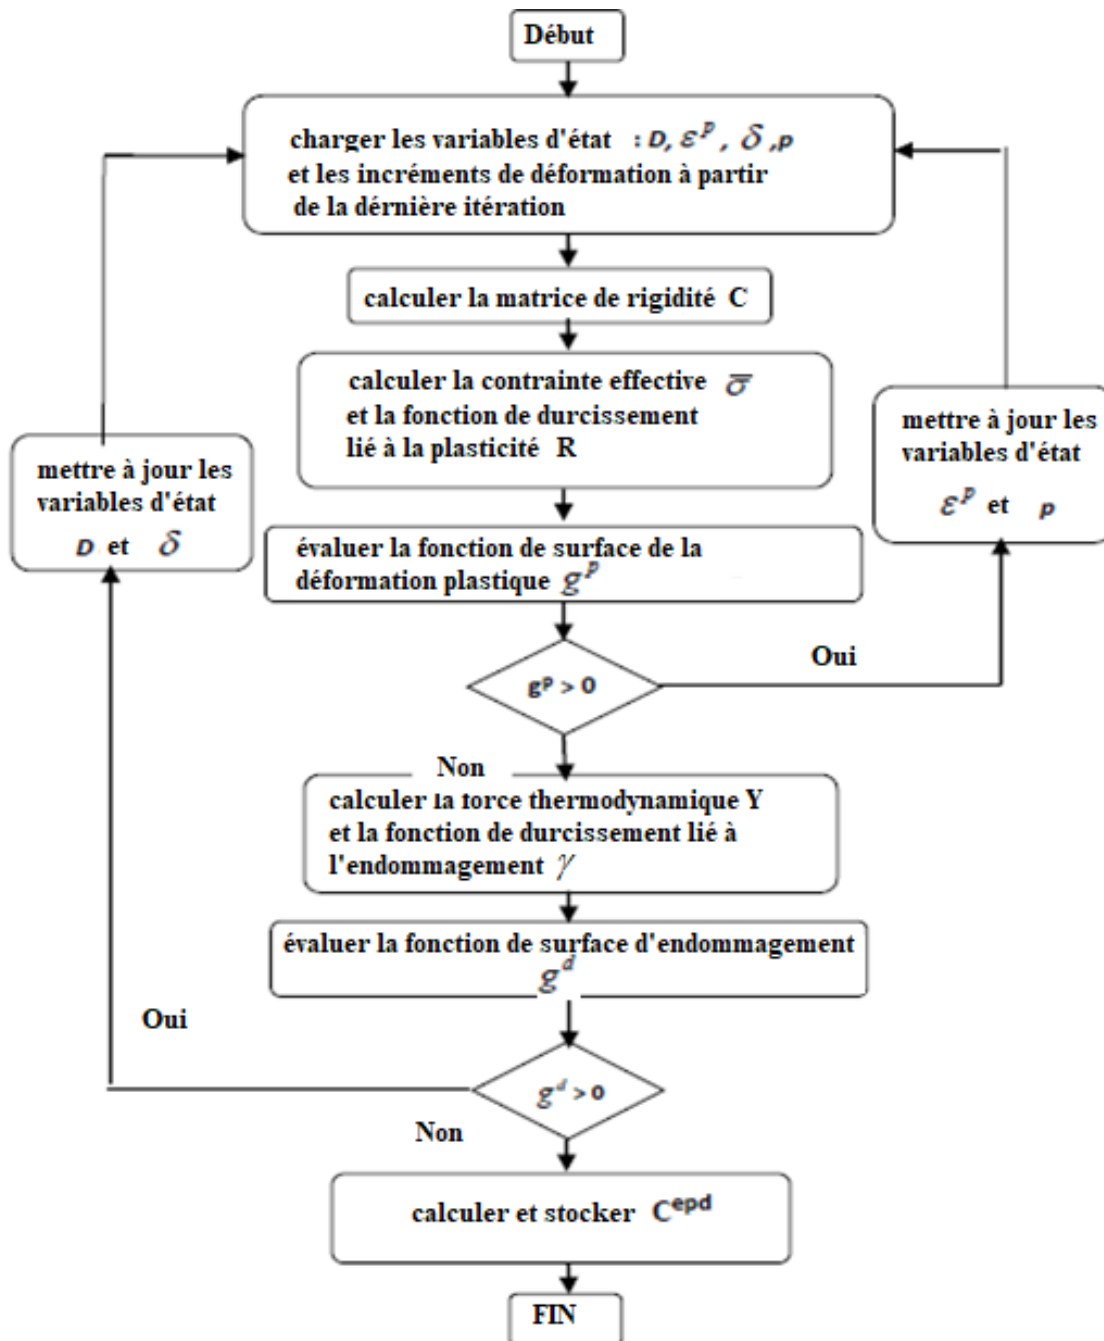 Début
charger les variables d'état : D, ε^p, δ, p
et les incréments de déformation à partir
de la dérnière itération
calculer la matrice de rigidité C
calculer la contrainte effective σ̅
et la fonction de durcissement
lié à la plasticité R
mettre à jour les
variables d'état
ε^p et p
mettre à jour les
variables d'état
D et δ
évaluer la fonction de surface de la
déformation plastique g^p
g^p > 0
Oui
Non
calculer la force thermodynamique Y
et la fonction de durcissement lié à
l'endommagement γ
évaluer la fonction de surface d'endommagement
g^d
Oui
g^d > 0
Non
calculer et stocker C^epd
FIN